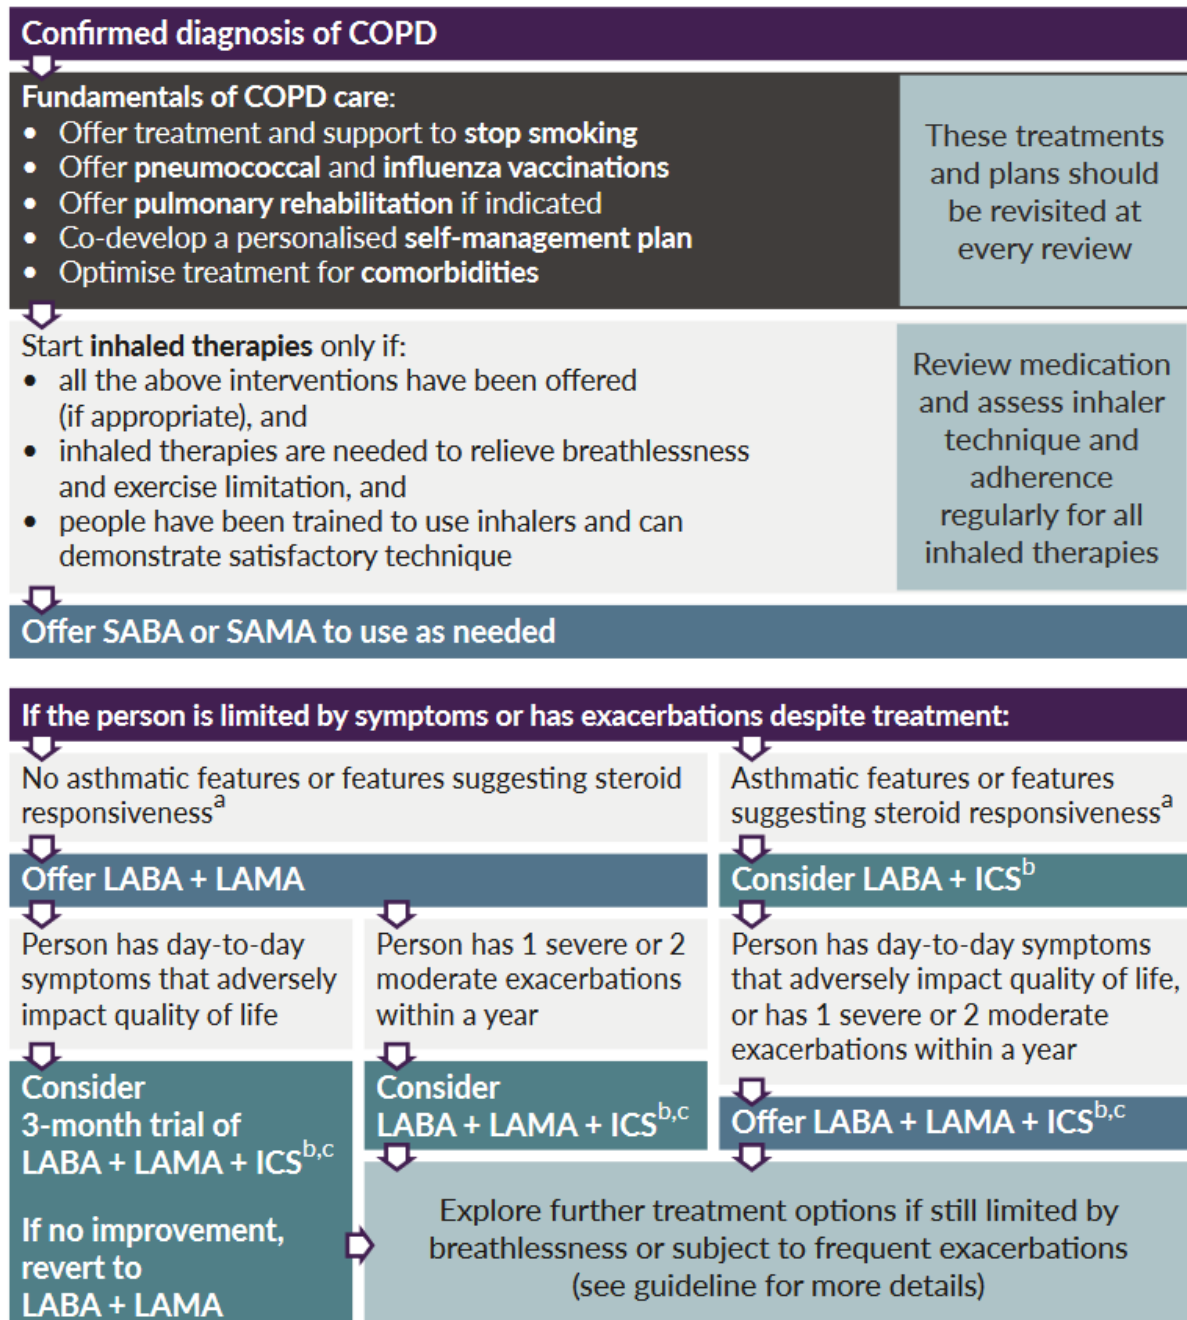 Confirmed diagnosis of COPD
Fundamentals of COPD care:
• Offer treatment and support to stop smoking
• Offer pneumococcal and influenza vaccinations
• Offer pulmonary rehabilitation if indicated
• Co-develop a personalised self-management plan
• Optimise treatment for comorbidities
These treatments
and plans should
be revisited at
every review
Start inhaled therapies only if:
• all the above interventions have been offered
(if appropriate), and
• inhaled therapies are needed to relieve breathlessness
and exercise limitation, and
• people have been trained to use inhalers and can
demonstrate satisfactory technique
Review medication
and assess inhaler
technique and
adherence
regularly for all
inhaled therapies
Offer SABA or SAMA to use as needed
If the person is limited by symptoms or has exacerbations despite treatment:
No asthmatic features or features suggesting steroid
responsiveness^a
Offer LABA + LAMA
Person has day-to-day
symptoms that adversely
impact quality of life
Consider
3-month trial of
LABA + LAMA + ICS^b,c
If no improvement,
revert to
LABA + LAMA
Person has 1 severe or 2
moderate exacerbations
within a year
Consider
LABA + LAMA + ICS^b,c
Asthmatic features or features
suggesting steroid responsiveness^a
Consider LABA + ICS^b
Person has day-to-day symptoms
that adversely impact quality of life,
or has 1 severe or 2 moderate
exacerbations within a year
Offer LABA + LAMA + ICS^b,c
Explore further treatment options if still limited by
breathlessness or subject to frequent exacerbations
(see guideline for more details)